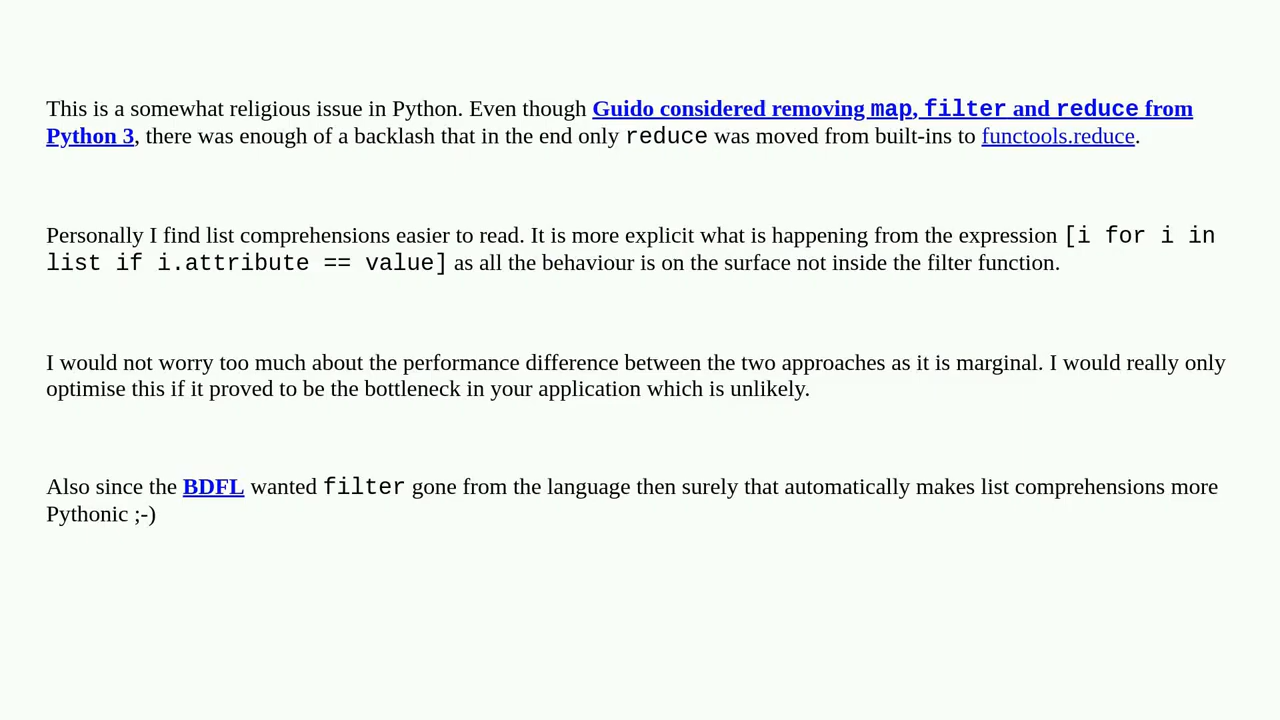 This is a somewhat religious issue in Python. Even though Guido considered removing map, filter and reduce from
Python 3, there was enough of a backlash that in the end only reduce was moved from built-ins to functools.reduce.
Personally I find list comprehensions easier to read. It is more explicit what is happening from the expression [i for i in
list if i.attribute == value] as all the behaviour is on the surface not inside the filter function.
I would not worry too much about the performance difference between the two approaches as it is marginal. I would really only
optimise this if it proved to be the bottleneck in your application which is unlikely.
Also since the BDFL wanted filter gone from the language then surely that automatically makes list comprehensions more
Pythonic ;-)